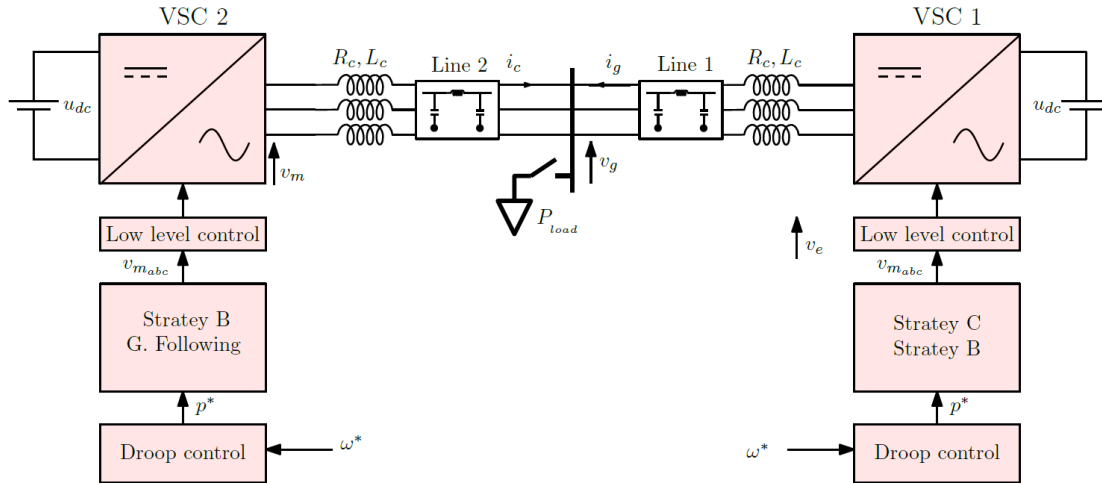 VSC 2
VSC 1
u_dc
R_c, L_c
Line 2
i_c
i_g
Line 1
R_c, L_c
u_dc
v_m
v_g
P_load
v_e
Low level control
Low level control
v_m_abc
v_m_abc
Stratey B
G. Following
Stratey C
Stratey B
p*
p*
Droop control
ω*
ω*
Droop control